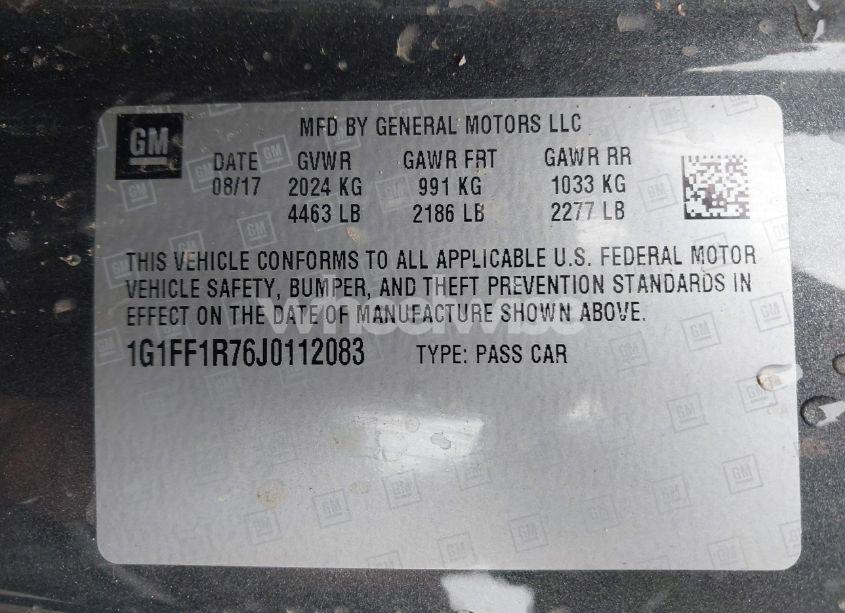 GM
MFD BY GENERAL MOTORS LLC
DATE GVWR GAWR FRT GAWR RR
08/17 2024 KG 991 KG 1033 KG
4463 LB 2186 LB 2277 LB
THIS VEHICLE CONFORMS TO ALL APPLICABLE U.S. FEDERAL MOTOR
VEHICLE SAFETY, BUMPER, AND THEFT PREVENTION STANDARDS IN
EFFECT ON THE DATE OF MANUFACTURE SHOWN ABOVE.
1G1FF1R76J0112083 TYPE: PASS CAR